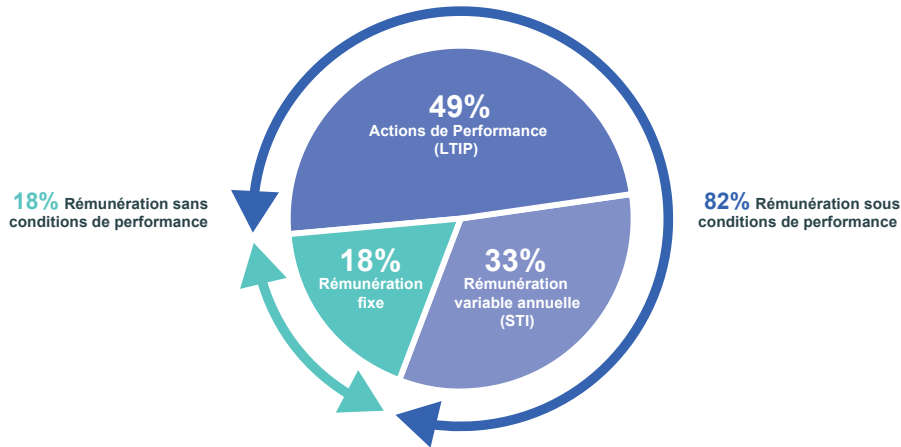 49%
Actions de Performance
(LTIP)
18% Rémunération sans
conditions de performance
82% Rémunération sous
conditions de performance
18%
Rémunération
fixe
33%
Rémunération
variable annuelle
(STI)